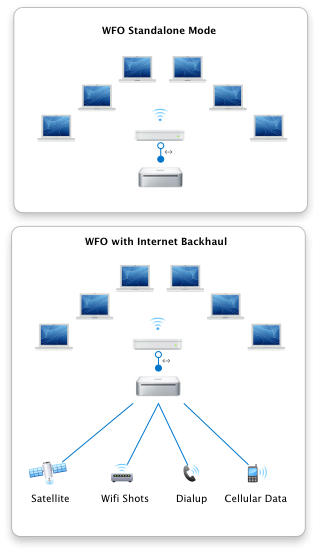 WFO Standalone Mode
WFO with Internet Backhaul
Satellite Wifi Shots Dialup Cellular Data